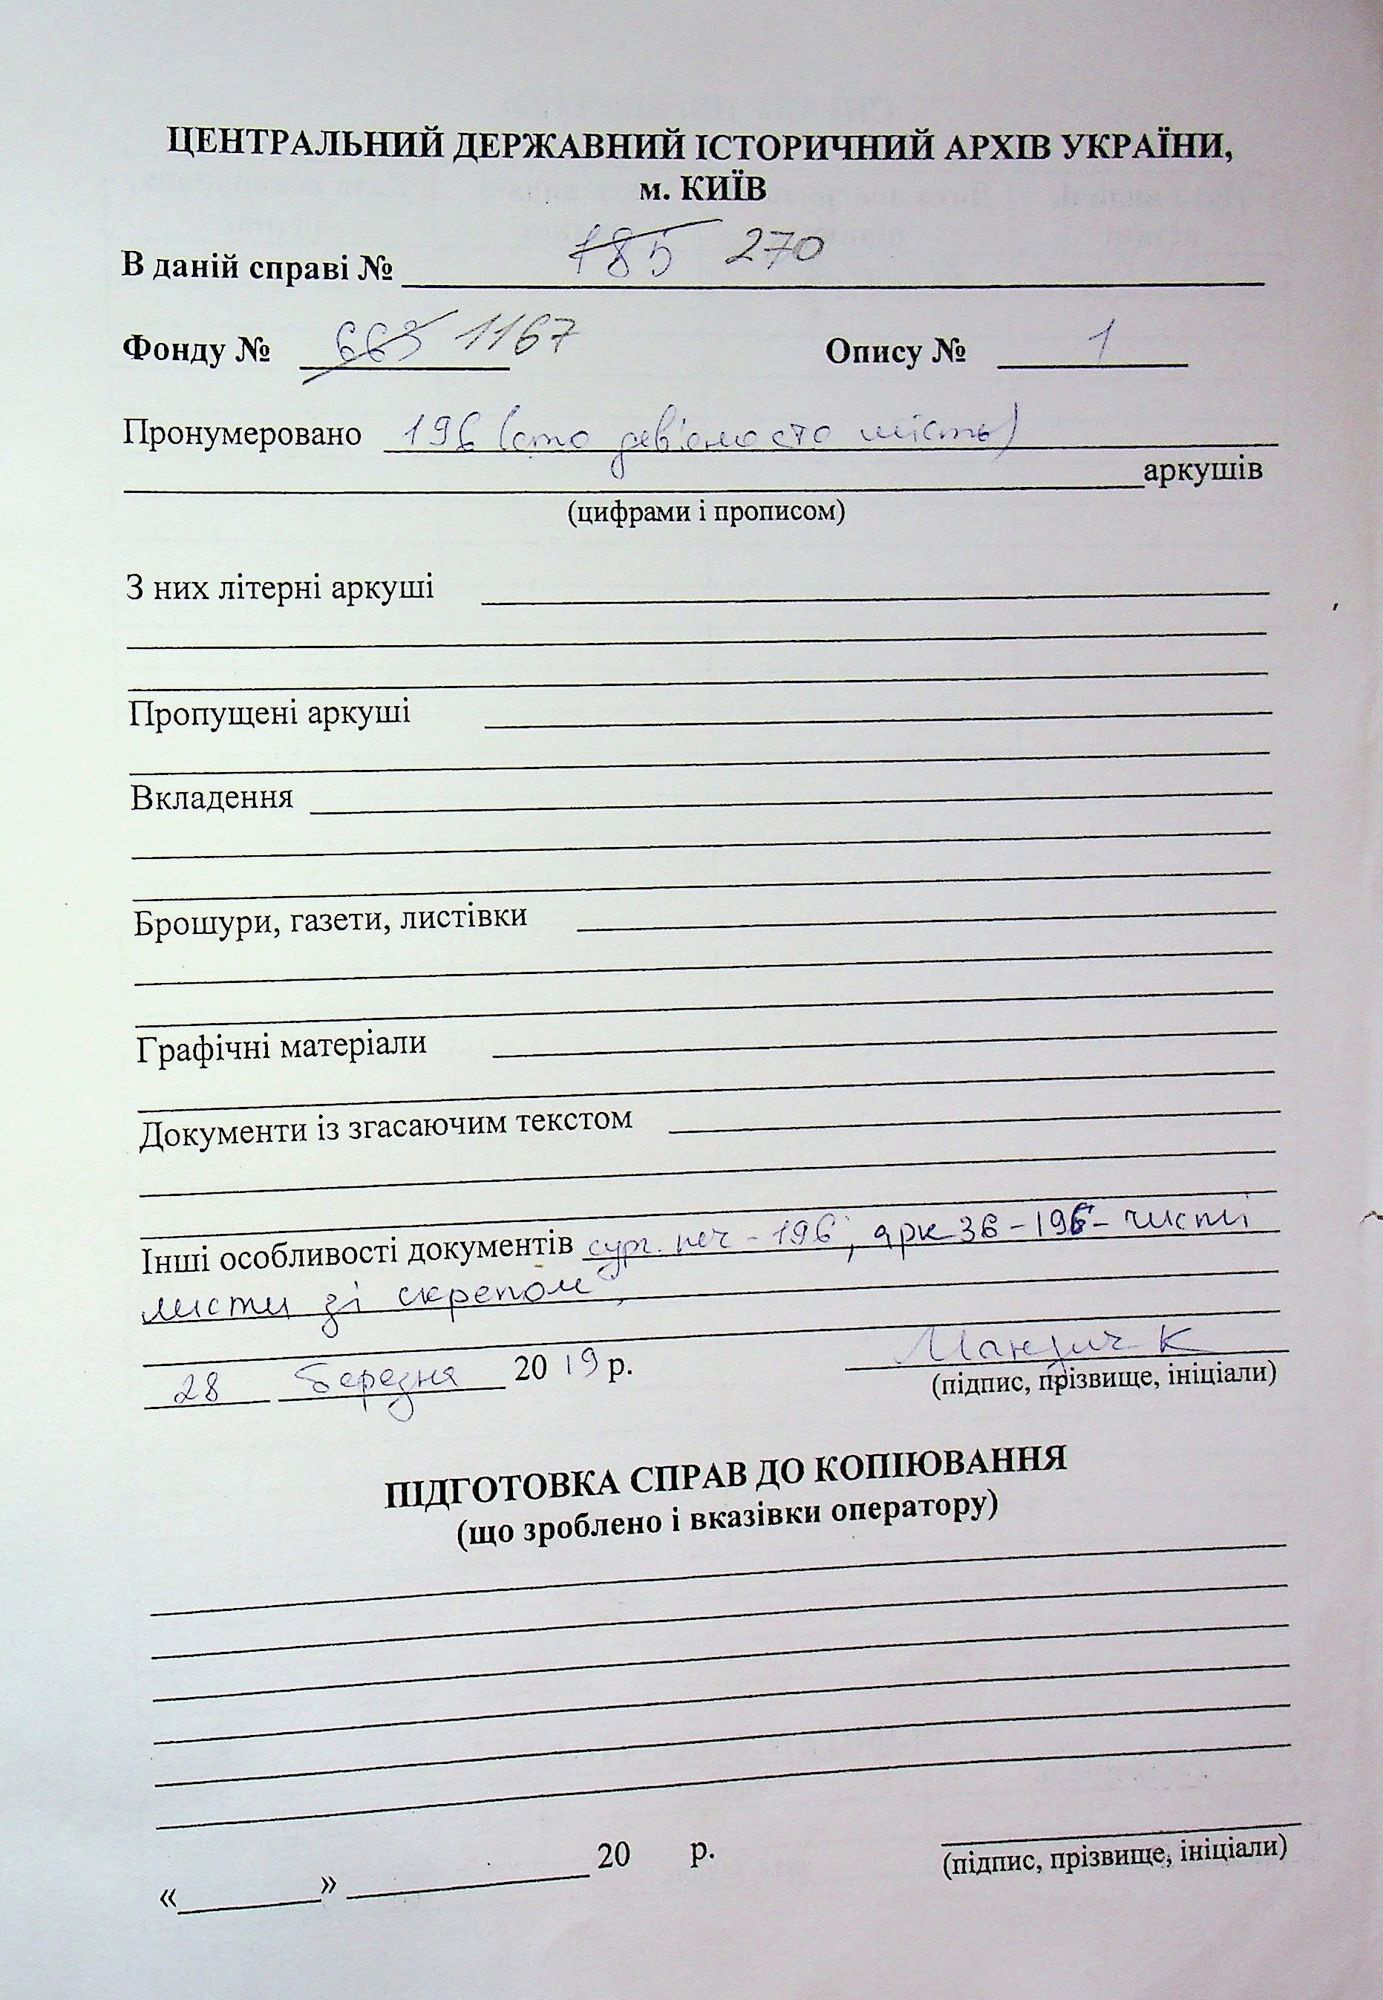 ЦЕНТРАЛЬНИЙ ДЕРЖАВНИЙ ІСТОРИЧНИЙ АРХІВ УКРАЇНИ,
м. КИЇВ
В даній справі № 185 270
Фонду № 663 1167 Опису № 1
Пронумеровано 196 (сто дев'яносто шість)
аркушів
(цифрами і прописом)
З них літерні аркуші
Пропущені аркуші
Вкладення
Брошури, газети, листівки
Графічні матеріали
Документи із згасаючим текстом
Інші особливості документів сург. печ - 196; арк 36-196- чисті
листи зі скрепом,
28 березня 2019 р.
(підпис, прізвище, ініціали)
ПІДГОТОВКА СПРАВ ДО КОПІЮВАННЯ
(що зроблено і вказівки оператору)
« » 20 р.
(підпис, прізвище, ініціали)